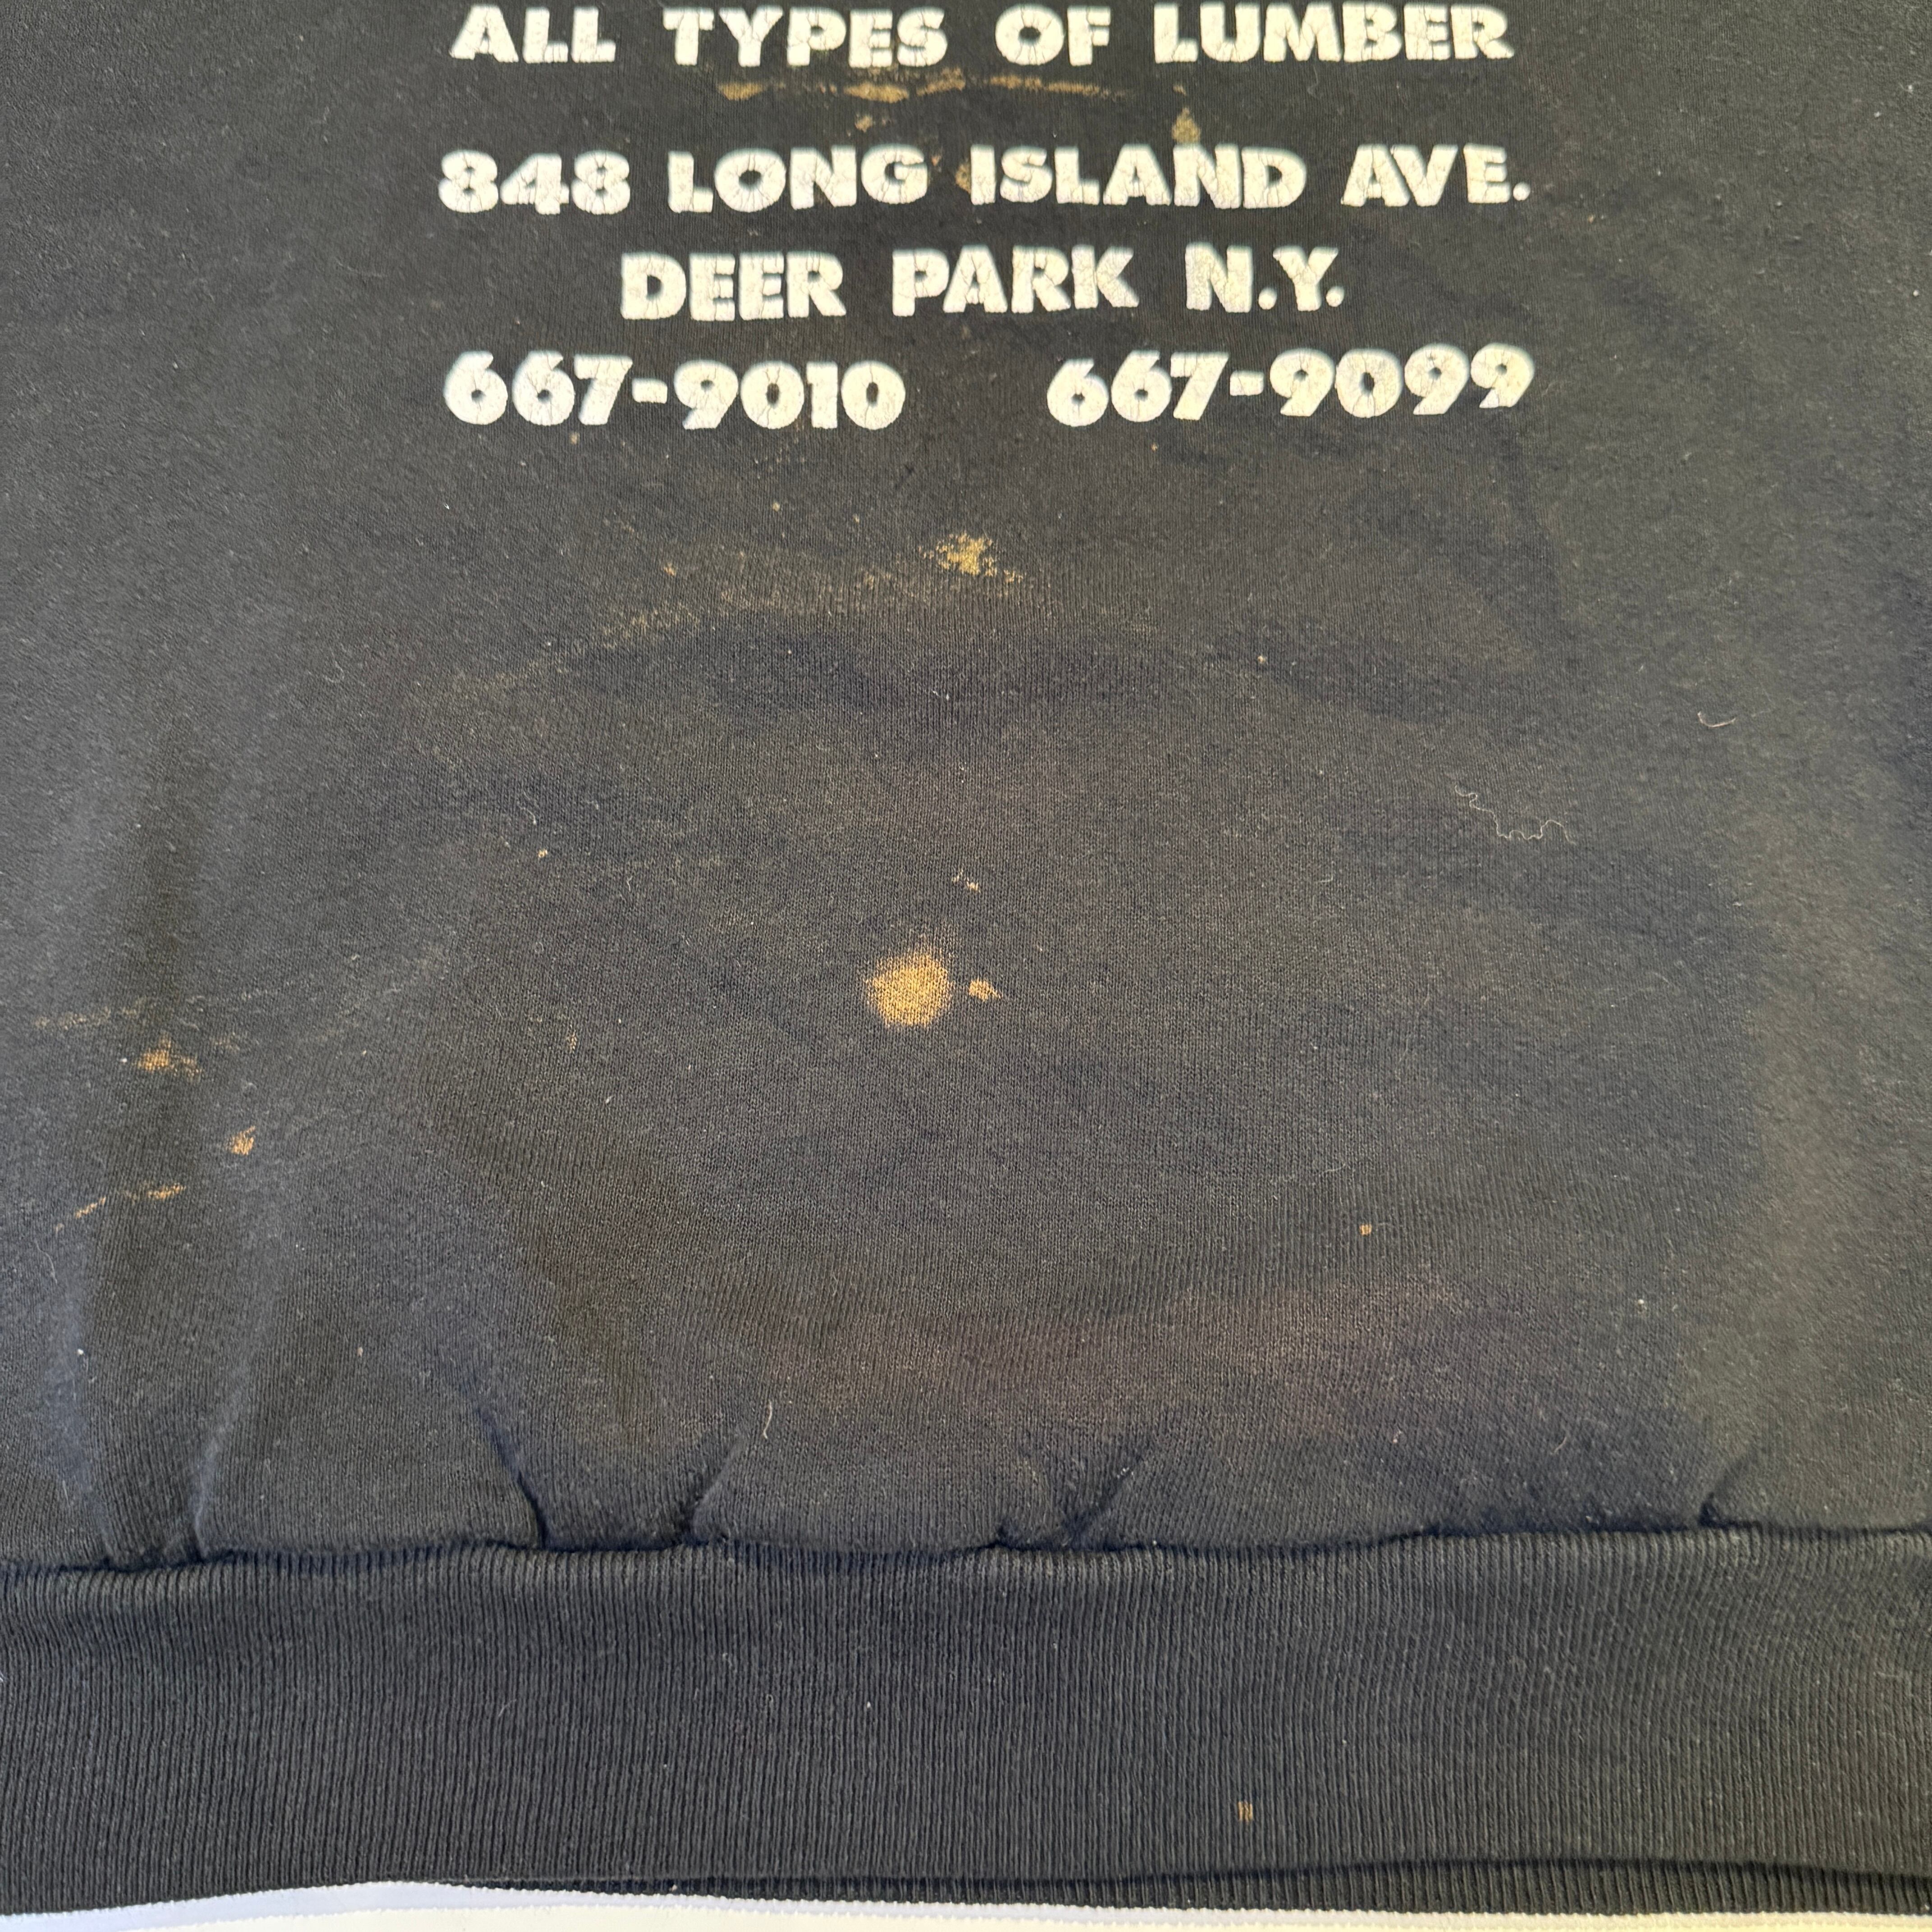 ALL TYPES OF LUMBER
848 LONG ISLAND AVE.
DEER PARK N.Y.
667-9010 667-9099